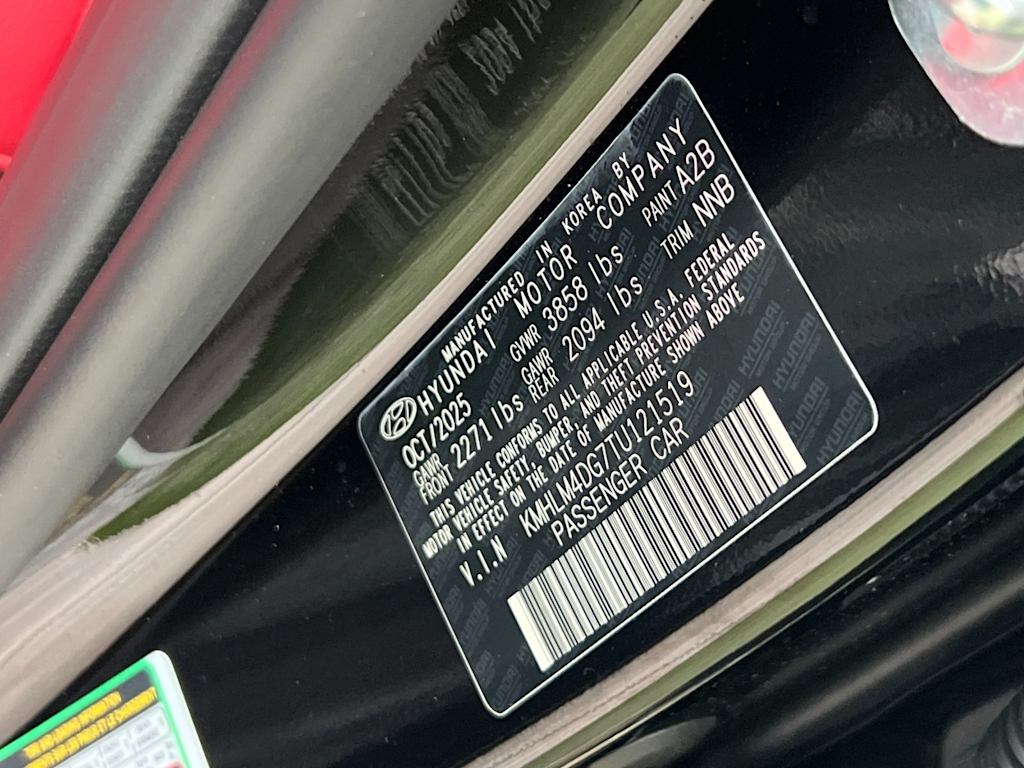 MANUFACTURED IN KOREA BY
HYUNDAI MOTOR COMPANY
OCT/2025 GVWR 3858 lbs PAINT A2B
GAWR FRONT 2271 lbs GAWR REAR 2094 lbs TRIM NNB
THIS VEHICLE CONFORMS TO ALL APPLICABLE U.S.A. FEDERAL
MOTOR VEHICLE SAFETY, BUMPER, AND THEFT PREVENTION STANDARDS
IN EFFECT ON THE DATE OF MANUFACTURE SHOWN ABOVE
V.I.N KMHLM4DG7TU121519
PASSENGER CAR